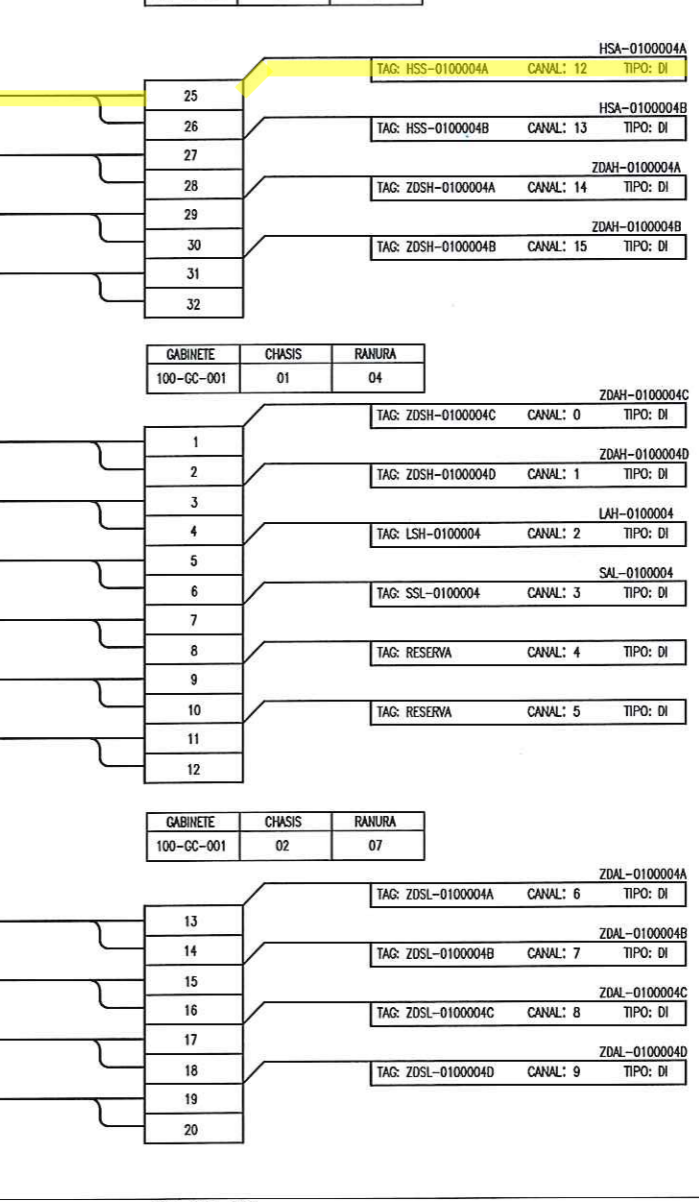 HSA-0100004A
TAG: HSS-0100004A CANAL: 12 TIPO: DI
25
HSA-0100004B
26
TAG: HSS-0100004B CANAL: 13 TIPO: DI
27
ZDAH-0100004A
28
TAG: ZDSH-0100004A CANAL: 14 TIPO: DI
29
ZDAH-0100004B
30
TAG: ZDSH-0100004B CANAL: 15 TIPO: DI
31
32
GABINETE CHASIS RANURA
100-GC-001 01 04
ZDAH-0100004C
TAG: ZDSH-0100004C CANAL: 0 TIPO: DI
1
ZDAH-0100004D
2
TAG: ZDSH-0100004D CANAL: 1 TIPO: DI
3
LAH-0100004
4
TAG: LSH-0100004 CANAL: 2 TIPO: DI
5
SAL-0100004
6
TAG: SSL-0100004 CANAL: 3 TIPO: DI
7
8
TAG: RESERVA CANAL: 4 TIPO: DI
9
10
TAG: RESERVA CANAL: 5 TIPO: DI
11
12
GABINETE CHASIS RANURA
100-GC-001 02 07
ZDAL-0100004A
TAG: ZDSL-0100004A CANAL: 6 TIPO: DI
13
ZDAL-0100004B
14
TAG: ZDSL-0100004B CANAL: 7 TIPO: DI
15
ZDAL-0100004C
16
TAG: ZDSL-0100004C CANAL: 8 TIPO: DI
17
ZDAL-0100004D
18
TAG: ZDSL-0100004D CANAL: 9 TIPO: DI
19
20